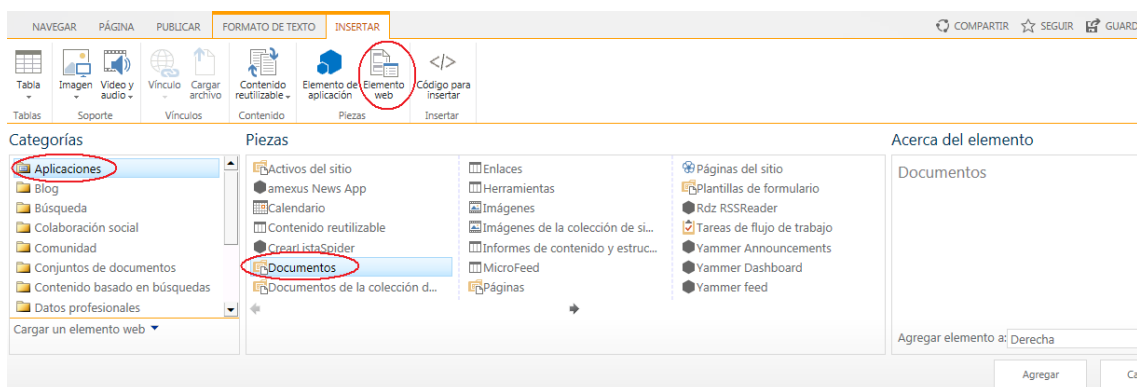 NAVEGAR PÁGINA PUBLICAR FORMATO DE TEXTO INSERTAR COMPARTIR SEGUIR GUARD
Tabla
Imagen
Video y audio
Vínculo
Cargar archivo
Contenido reutilizable
Elemento de aplicación
Elemento web
</>
Código para insertar
Tablas Soporte Vínculos Contenido Piezas Insertar
Categorías
Aplicaciones
Blog
Búsqueda
Colaboración social
Comunidad
Conjuntos de documentos
Contenido basado en búsquedas
Datos profesionales
Cargar un elemento web
Piezas
Activos del sitio
amexus News App
Calendario
Contenido reutilizable
CrearListaSpider
Documentos
Documentos de la colección d...
Enlaces
Herramientas
Imágenes
Imágenes de la colección de si...
Informes de contenido y estruc...
MicroFeed
Páginas
Páginas del sitio
Plantillas de formulario
Rdz RSSReader
Tareas de flujo de trabajo
Yammer Announcements
Yammer Dashboard
Yammer feed
Acerca del elemento
Documentos
Agregar elemento a: Derecha
Agregar Ca